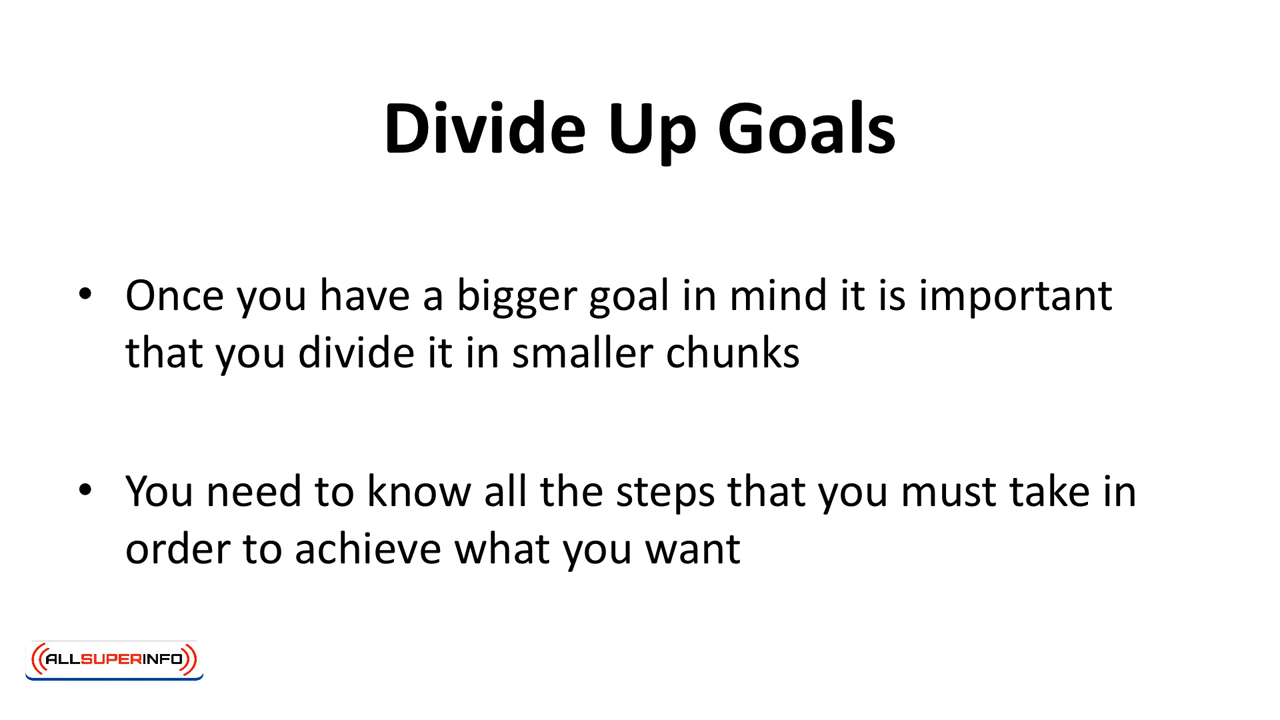 Divide Up Goals
• Once you have a bigger goal in mind it is important
that you divide it in smaller chunks
• You need to know all the steps that you must take in
order to achieve what you want
ALLSUPERINFO